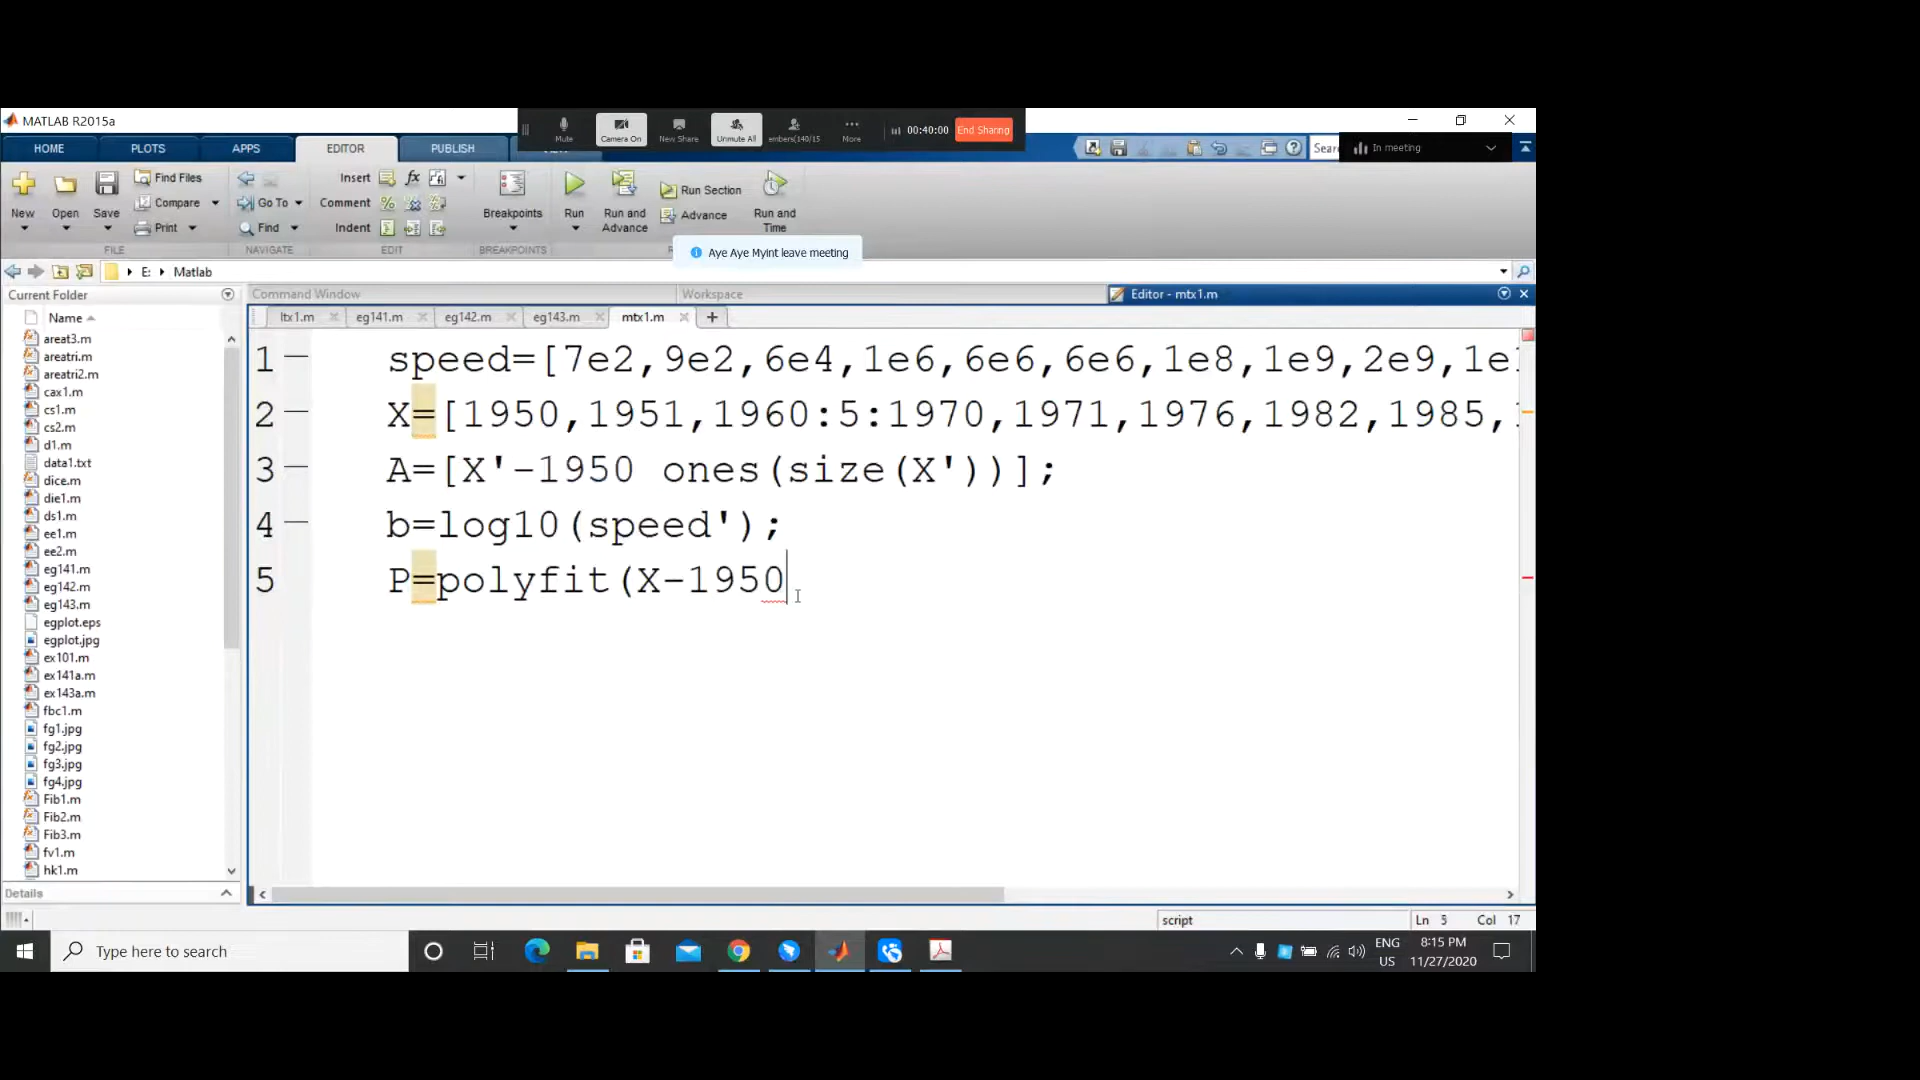 MATLAB R2015a
Mute
Camera On
New Share
Unmute All
embers(140/15
More
00:40:00
End Sharing
HOME
PLOTS
APPS
EDITOR
PUBLISH
Sear
In meeting
New
Open
Save
Find Files
Compare
Print
Go To
Find
Insert
Comment
Indent
Breakpoints
Run
Run and
Advance
Run Section
Advance
Run and
Time
FILE
NAVIGATE
EDIT
BREAKPOINTS
R
Aye Aye Myint leave meeting
E:
Matlab
Current Folder
Command Window
Workspace
Editor - mtx1.m
Name
ltx1.m
eg141.m
eg142.m
eg143.m
mtx1.m
areat3.m
areatri.m
areatri2.m
cax1.m
cs1.m
cs2.m
d1.m
data1.txt
dice.m
die1.m
ds1.m
ee1.m
ee2.m
eg141.m
eg142.m
eg143.m
egplot.eps
egplot.jpg
ex101.m
ex141a.m
ex143a.m
fbc1.m
fg1.jpg
fg2.jpg
fg3.jpg
fg4.jpg
Fib1.m
Fib2.m
Fib3.m
fv1.m
hk1.m
Details
1 speed=[7e2,9e2,6e4,1e6,6e6,6e6,1e8,1e9,2e9,1e1
2 X=[1950,1951,1960:5:1970,1971,1976,1982,1985,1
3 A=[X'-1950 ones(size(X'))];
4 b=log10(speed');
5 P=polyfit(X-1950
script
Ln 5 Col 17
Type here to search
ENG
US
8:15 PM
11/27/2020